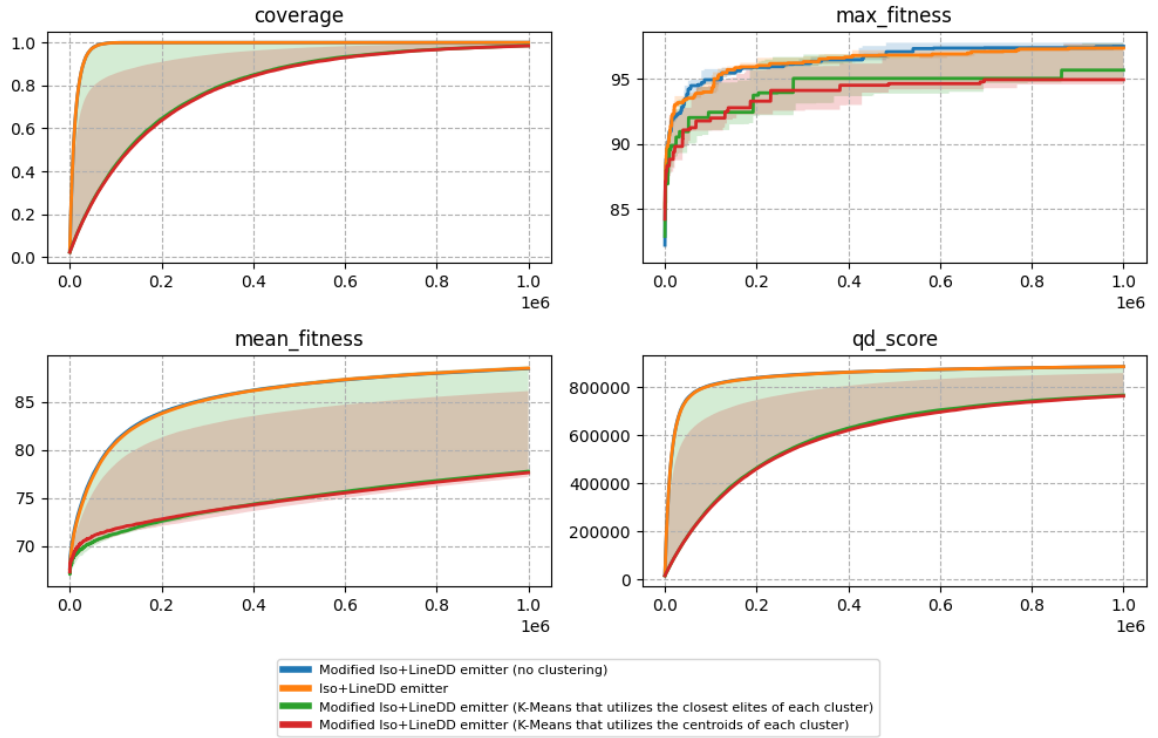 coverage
1.0
0.8
0.6
0.4
0.2
0.0
0.0 0.2 0.4 0.6 0.8 1.0
1e6
max_fitness
95
90
85
0.0 0.2 0.4 0.6 0.8 1.0
1e6
mean_fitness
85
80
75
70
0.0 0.2 0.4 0.6 0.8 1.0
1e6
qd_score
800000
600000
400000
200000
0
0.0 0.2 0.4 0.6 0.8 1.0
1e6
Modified Iso+LineDD emitter (no clustering)
Iso+LineDD emitter
Modified Iso+LineDD emitter (K-Means that utilizes the closest elites of each cluster)
Modified Iso+LineDD emitter (K-Means that utilizes the centroids of each cluster)